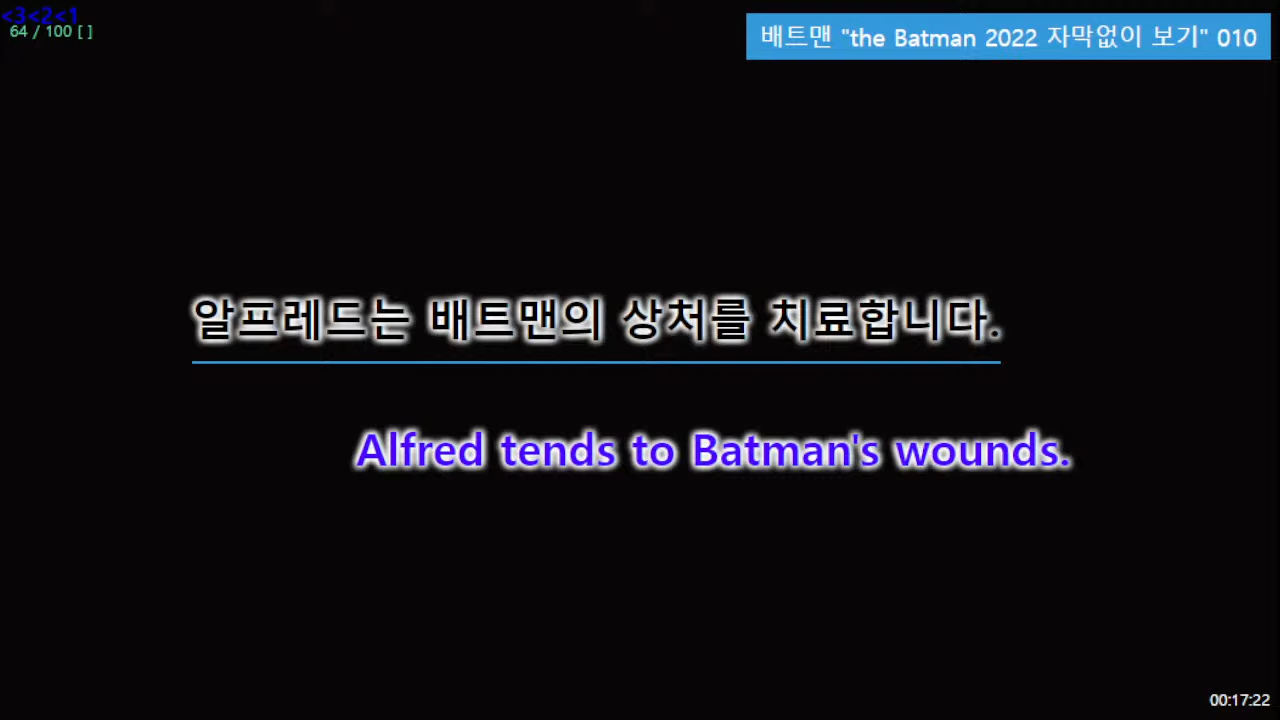 <3<2<1
64 / 100 [ ]
배트맨 "the Batman 2022 자막없이 보기" 010
알프레드는 배트맨의 상처를 치료합니다.
Alfred tends to Batman's wounds.
00:17:22